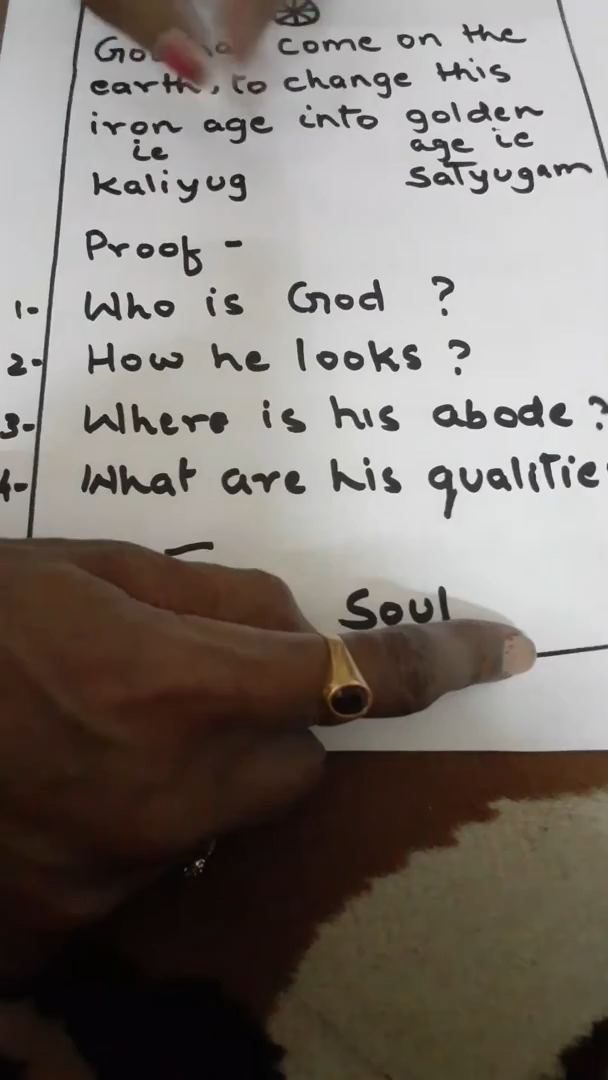 come on the
earth, to change this
iron age into golden
ie age ie
Kaliyug Satyugam
Proof -
1- Who is God ?
2- How he looks ?
3- Where is his abode ?
4- What are his qualitie
Soul